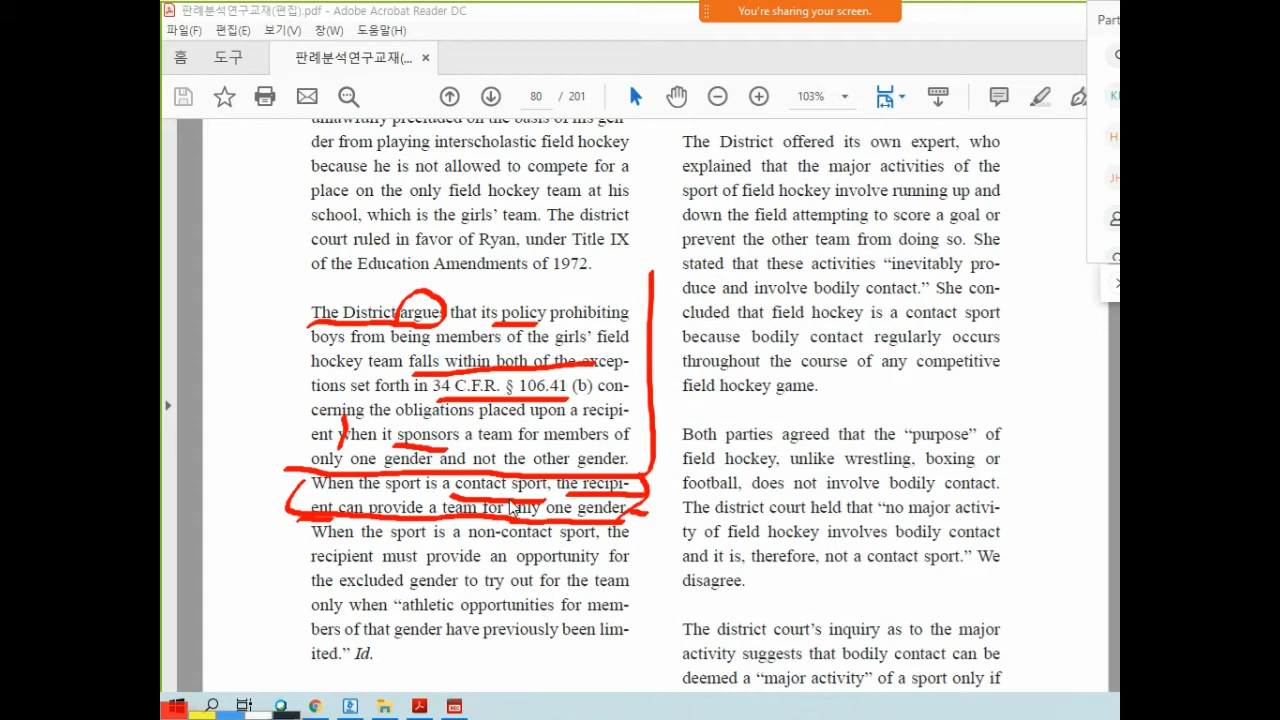 판례분석연구교재(편집).pdf - Adobe Acrobat Reader DC
You're sharing your screen.
Part
파일(F) 편집(E) 보기(V) 창(W) 도움말(H)
홈 도구 판례분석연구교재(... ×
80 / 201 103%
unlawfully precluded on the basis of his gen-
der from playing interscholastic field hockey
because he is not allowed to compete for a
place on the only field hockey team at his
school, which is the girls’ team. The district
court ruled in favor of Ryan, under Title IX
of the Education Amendments of 1972.
The District argues that its policy prohibiting
boys from being members of the girls’ field
hockey team falls within both of the excep-
tions set forth in 34 C.F.R. § 106.41 (b) con-
cerning the obligations placed upon a recipi-
ent when it sponsors a team for members of
only one gender and not the other gender.
When the sport is a contact sport, the recipi-
ent can provide a team for only one gender.
When the sport is a non-contact sport, the
recipient must provide an opportunity for
the excluded gender to try out for the team
only when “athletic opportunities for mem-
bers of that gender have previously been lim-
ited.” Id.
The District offered its own expert, who
explained that the major activities of the
sport of field hockey involve running up and
down the field attempting to score a goal or
prevent the other team from doing so. She
stated that these activities “inevitably pro-
duce and involve bodily contact.” She con-
cluded that field hockey is a contact sport
because bodily contact regularly occurs
throughout the course of any competitive
field hockey game.
Both parties agreed that the “purpose” of
field hockey, unlike wrestling, boxing or
football, does not involve bodily contact.
The district court held that “no major activi-
ty of field hockey involves bodily contact
and it is, therefore, not a contact sport.” We
disagree.
The district court’s inquiry as to the major
activity suggests that bodily contact can be
deemed a “major activity” of a sport only if
H
JH